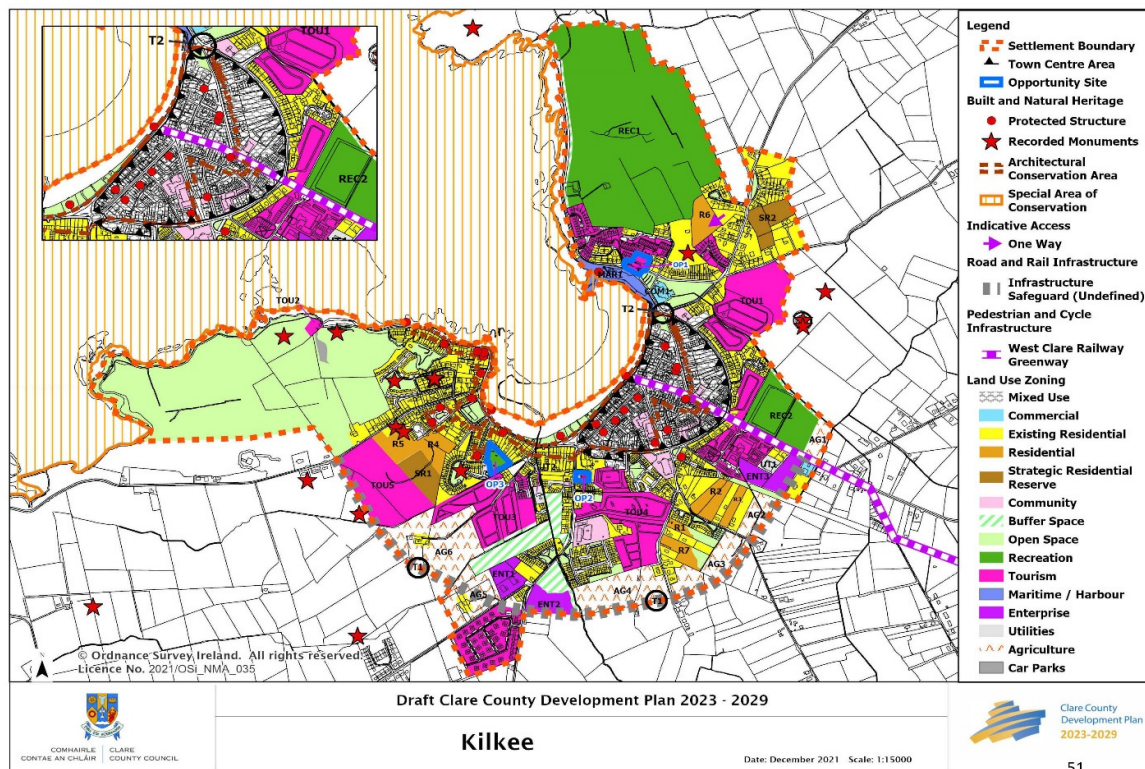 T2
TOU1
REC2
REC1
R6
SR2
OP1
MAR1
COM1
TOU1
T2
TOU2
REC2
AG1
R5
R4
SR1
TOU5
OP3
OP2
UT1
ENT3
R2
R3
AG2
TOU3
TOU4
R1
R7
AG6
AG3
T1
ENT1
AG5
AG4
T1
ENT2
© Ordnance Survey Ireland. All rights reserved.
Licence No. 2021/OSi_NMA_035
Legend
Settlement Boundary
Town Centre Area
Opportunity Site
Built and Natural Heritage
Protected Structure
Recorded Monuments
Architectural
Conservation Area
Special Area of
Conservation
Indicative Access
One Way
Road and Rail Infrastructure
Infrastructure
Safeguard (Undefined)
Pedestrian and Cycle
Infrastructure
West Clare Railway
Greenway
Land Use Zoning
Mixed Use
Commercial
Existing Residential
Residential
Strategic Residential
Reserve
Community
Buffer Space
Open Space
Recreation
Tourism
Maritime / Harbour
Enterprise
Utilities
Agriculture
Car Parks
COMHAIRLE
CONTAE AN CHLÁIR
CLARE
COUNTY COUNCIL
Draft Clare County Development Plan 2023 - 2029
Kilkee
Date: December 2021 Scale: 1:15000
Clare County
Development Plan
2023-2029
51